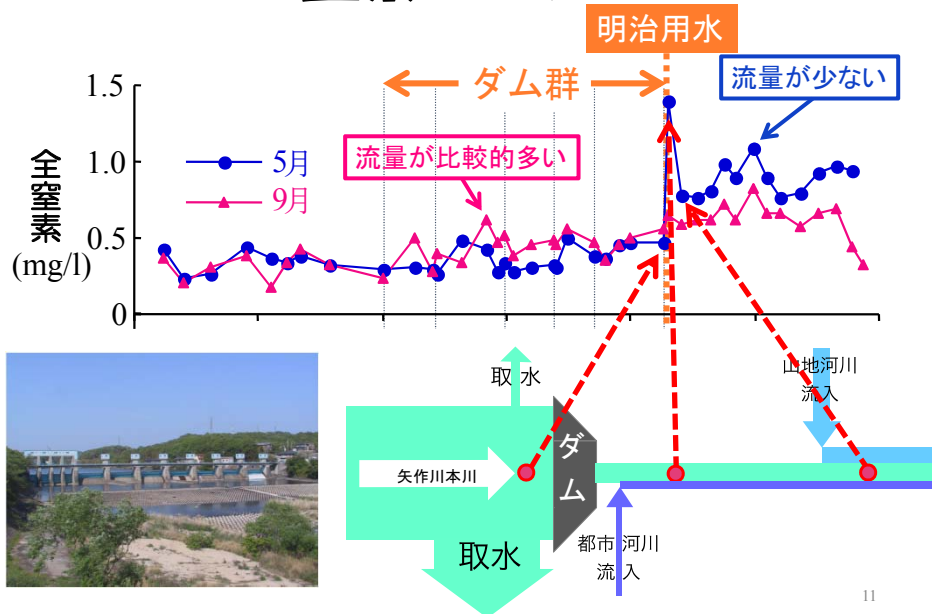 明治用水
ダム群
流量が少ない
1.5
1.0
0.5
0
全窒素
(mg/l)
5月
9月
流量が比較的多い
取水
山地河川
流入
矢作川本川
ダム
取水
都市河川
流入
11